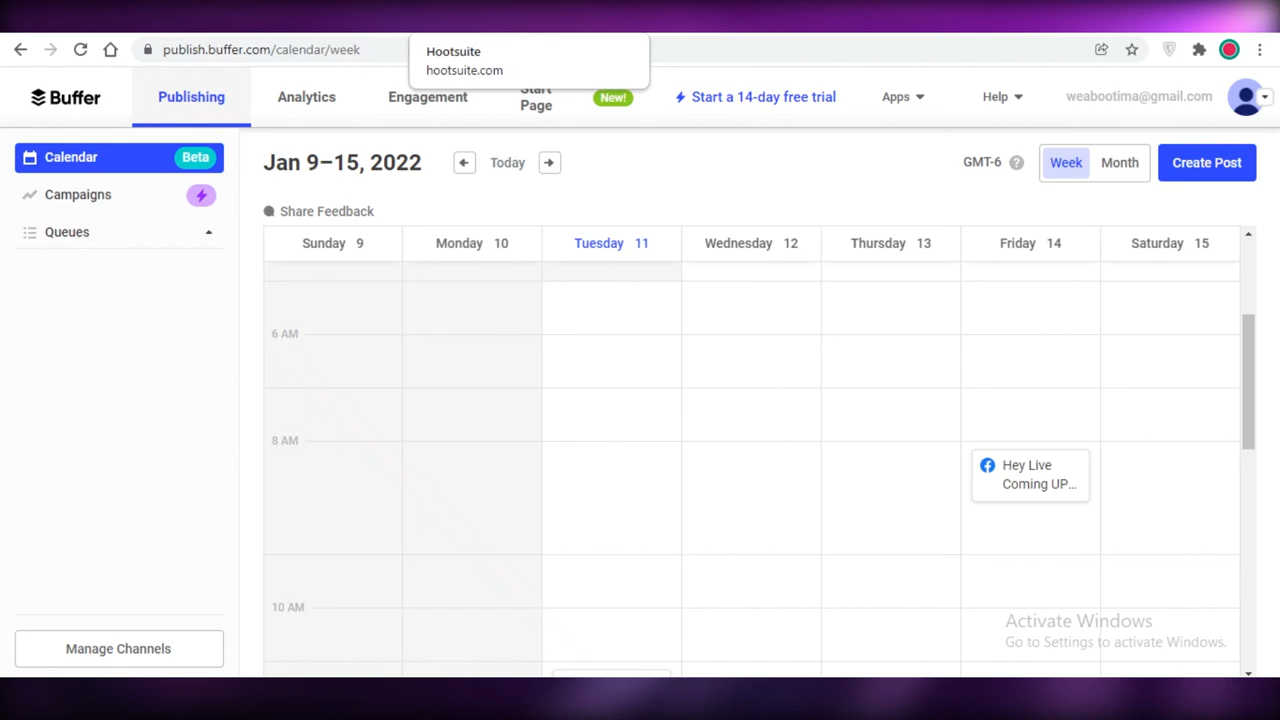 publish.buffer.com/calendar/week
Hootsuite
hootsuite.com
Buffer
Publishing
Analytics
Engagement
Start
Page
New!
Start a 14-day free trial
Apps
Help
weabootima@gmail.com
Calendar
Beta
Campaigns
Queues
Manage Channels
Jan 9–15, 2022
Today
GMT-6
?
Week
Month
Create Post
Share Feedback
Sunday 9
Monday 10
Tuesday 11
Wednesday 12
Thursday 13
Friday 14
Saturday 15
6 AM
8 AM
Hey Live
Coming UP...
10 AM
Activate Windows
Go to Settings to activate Windows.